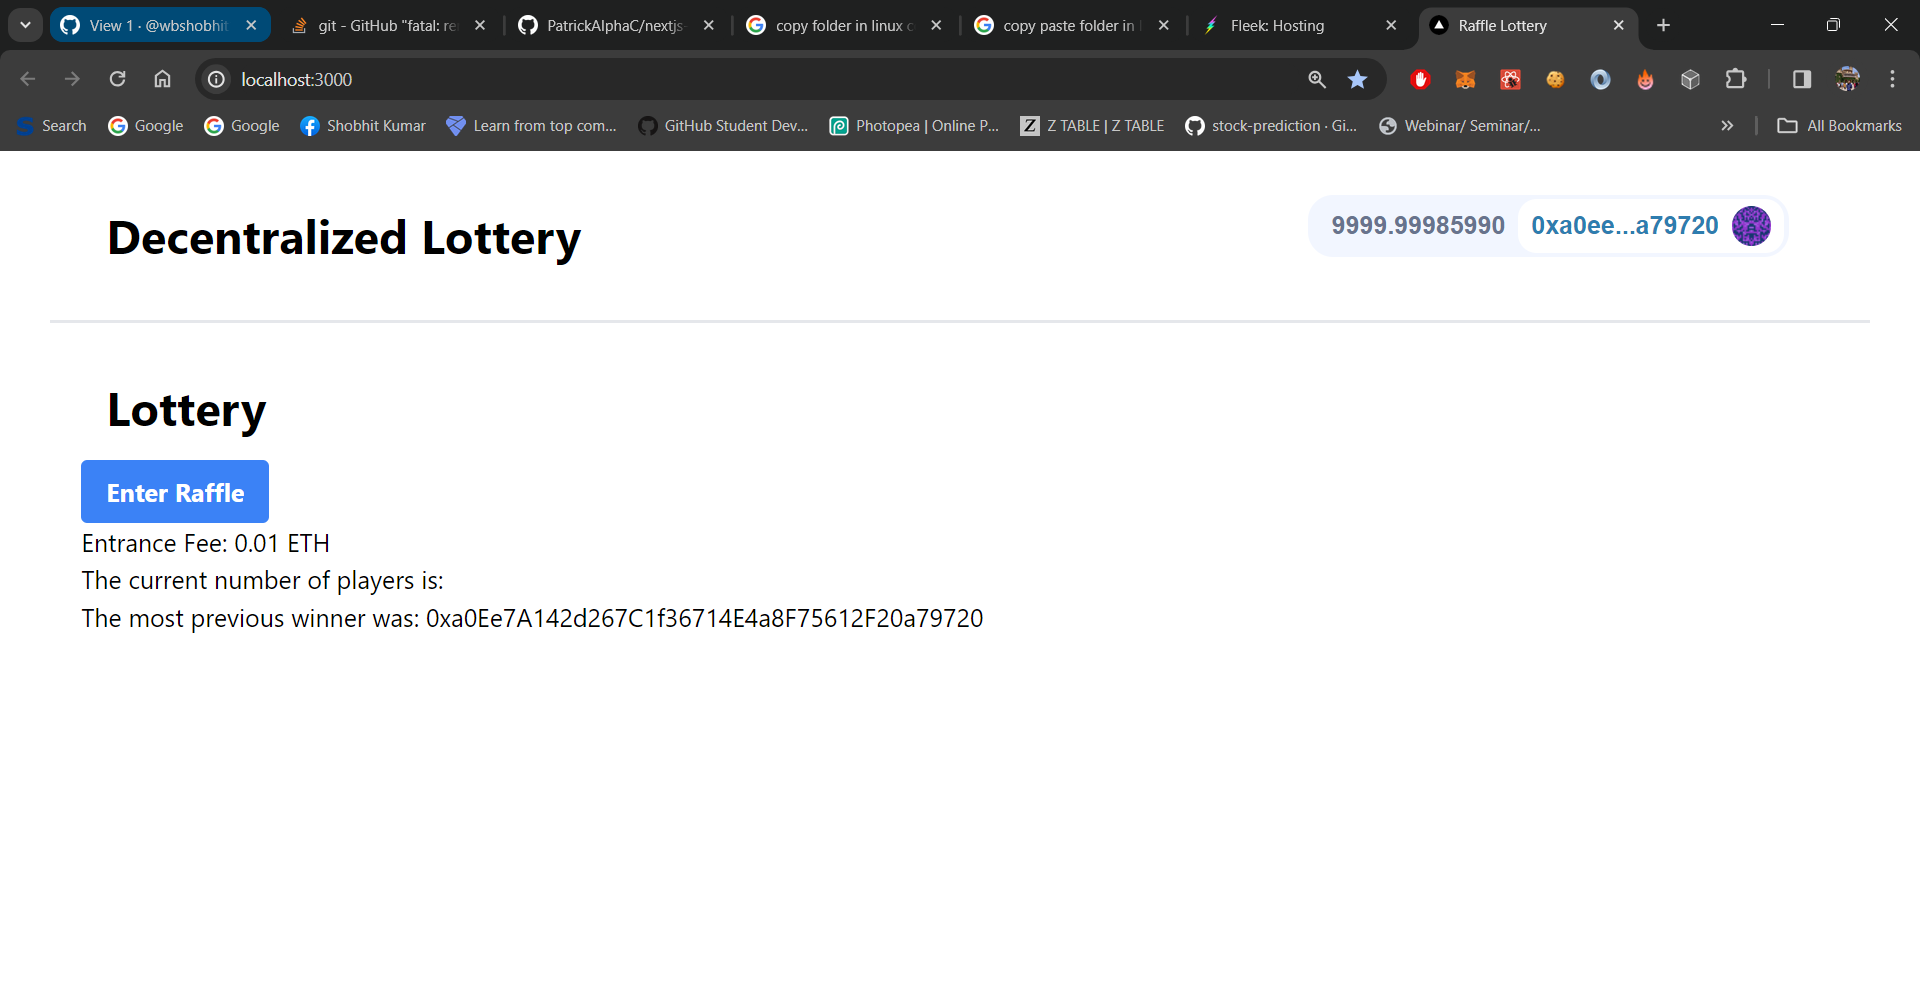 View 1 · @wbshobhit
git - GitHub "fatal: re
PatrickAlphaC/nextjs-
copy folder in linux c
copy paste folder in l
Fleek: Hosting
Raffle Lottery
localhost:3000
Search
Google
Google
Shobhit Kumar
Learn from top com...
GitHub Student Dev...
Photopea | Online P...
Z TABLE | Z TABLE
stock-prediction · Gi...
Webinar/ Seminar/...
All Bookmarks
Decentralized Lottery
9999.99985990
0xa0ee...a79720
Lottery
Enter Raffle
Entrance Fee: 0.01 ETH
The current number of players is:
The most previous winner was: 0xa0Ee7A142d267C1f36714E4a8F75612F20a79720